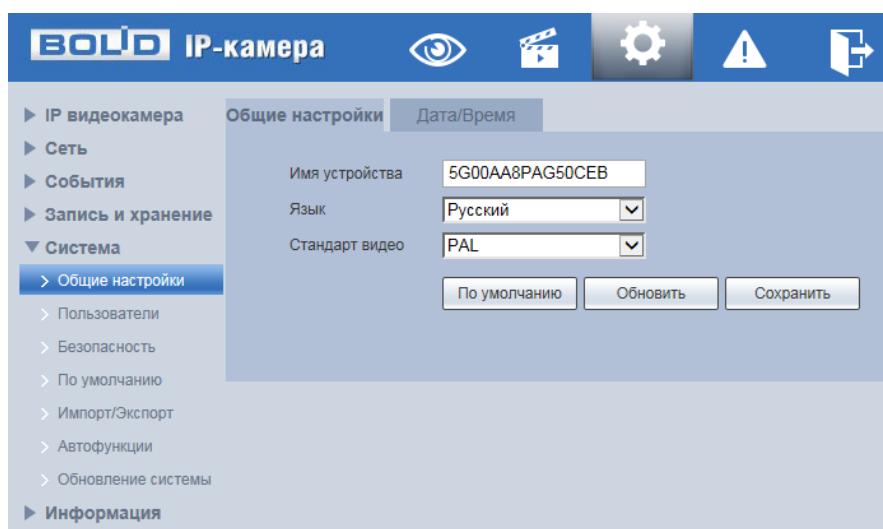 BOLID IP-камера
IP видеокамера
Сеть
События
Запись и хранение
Система
Общие настройки
Пользователи
Безопасность
По умолчанию
Импорт/Экспорт
Автофункции
Обновление системы
Информация
Общие настройки Дата/Время
Имя устройства 5G00AA8PAG50CEB
Язык Русский
Стандарт видео PAL
По умолчанию Обновить Сохранить